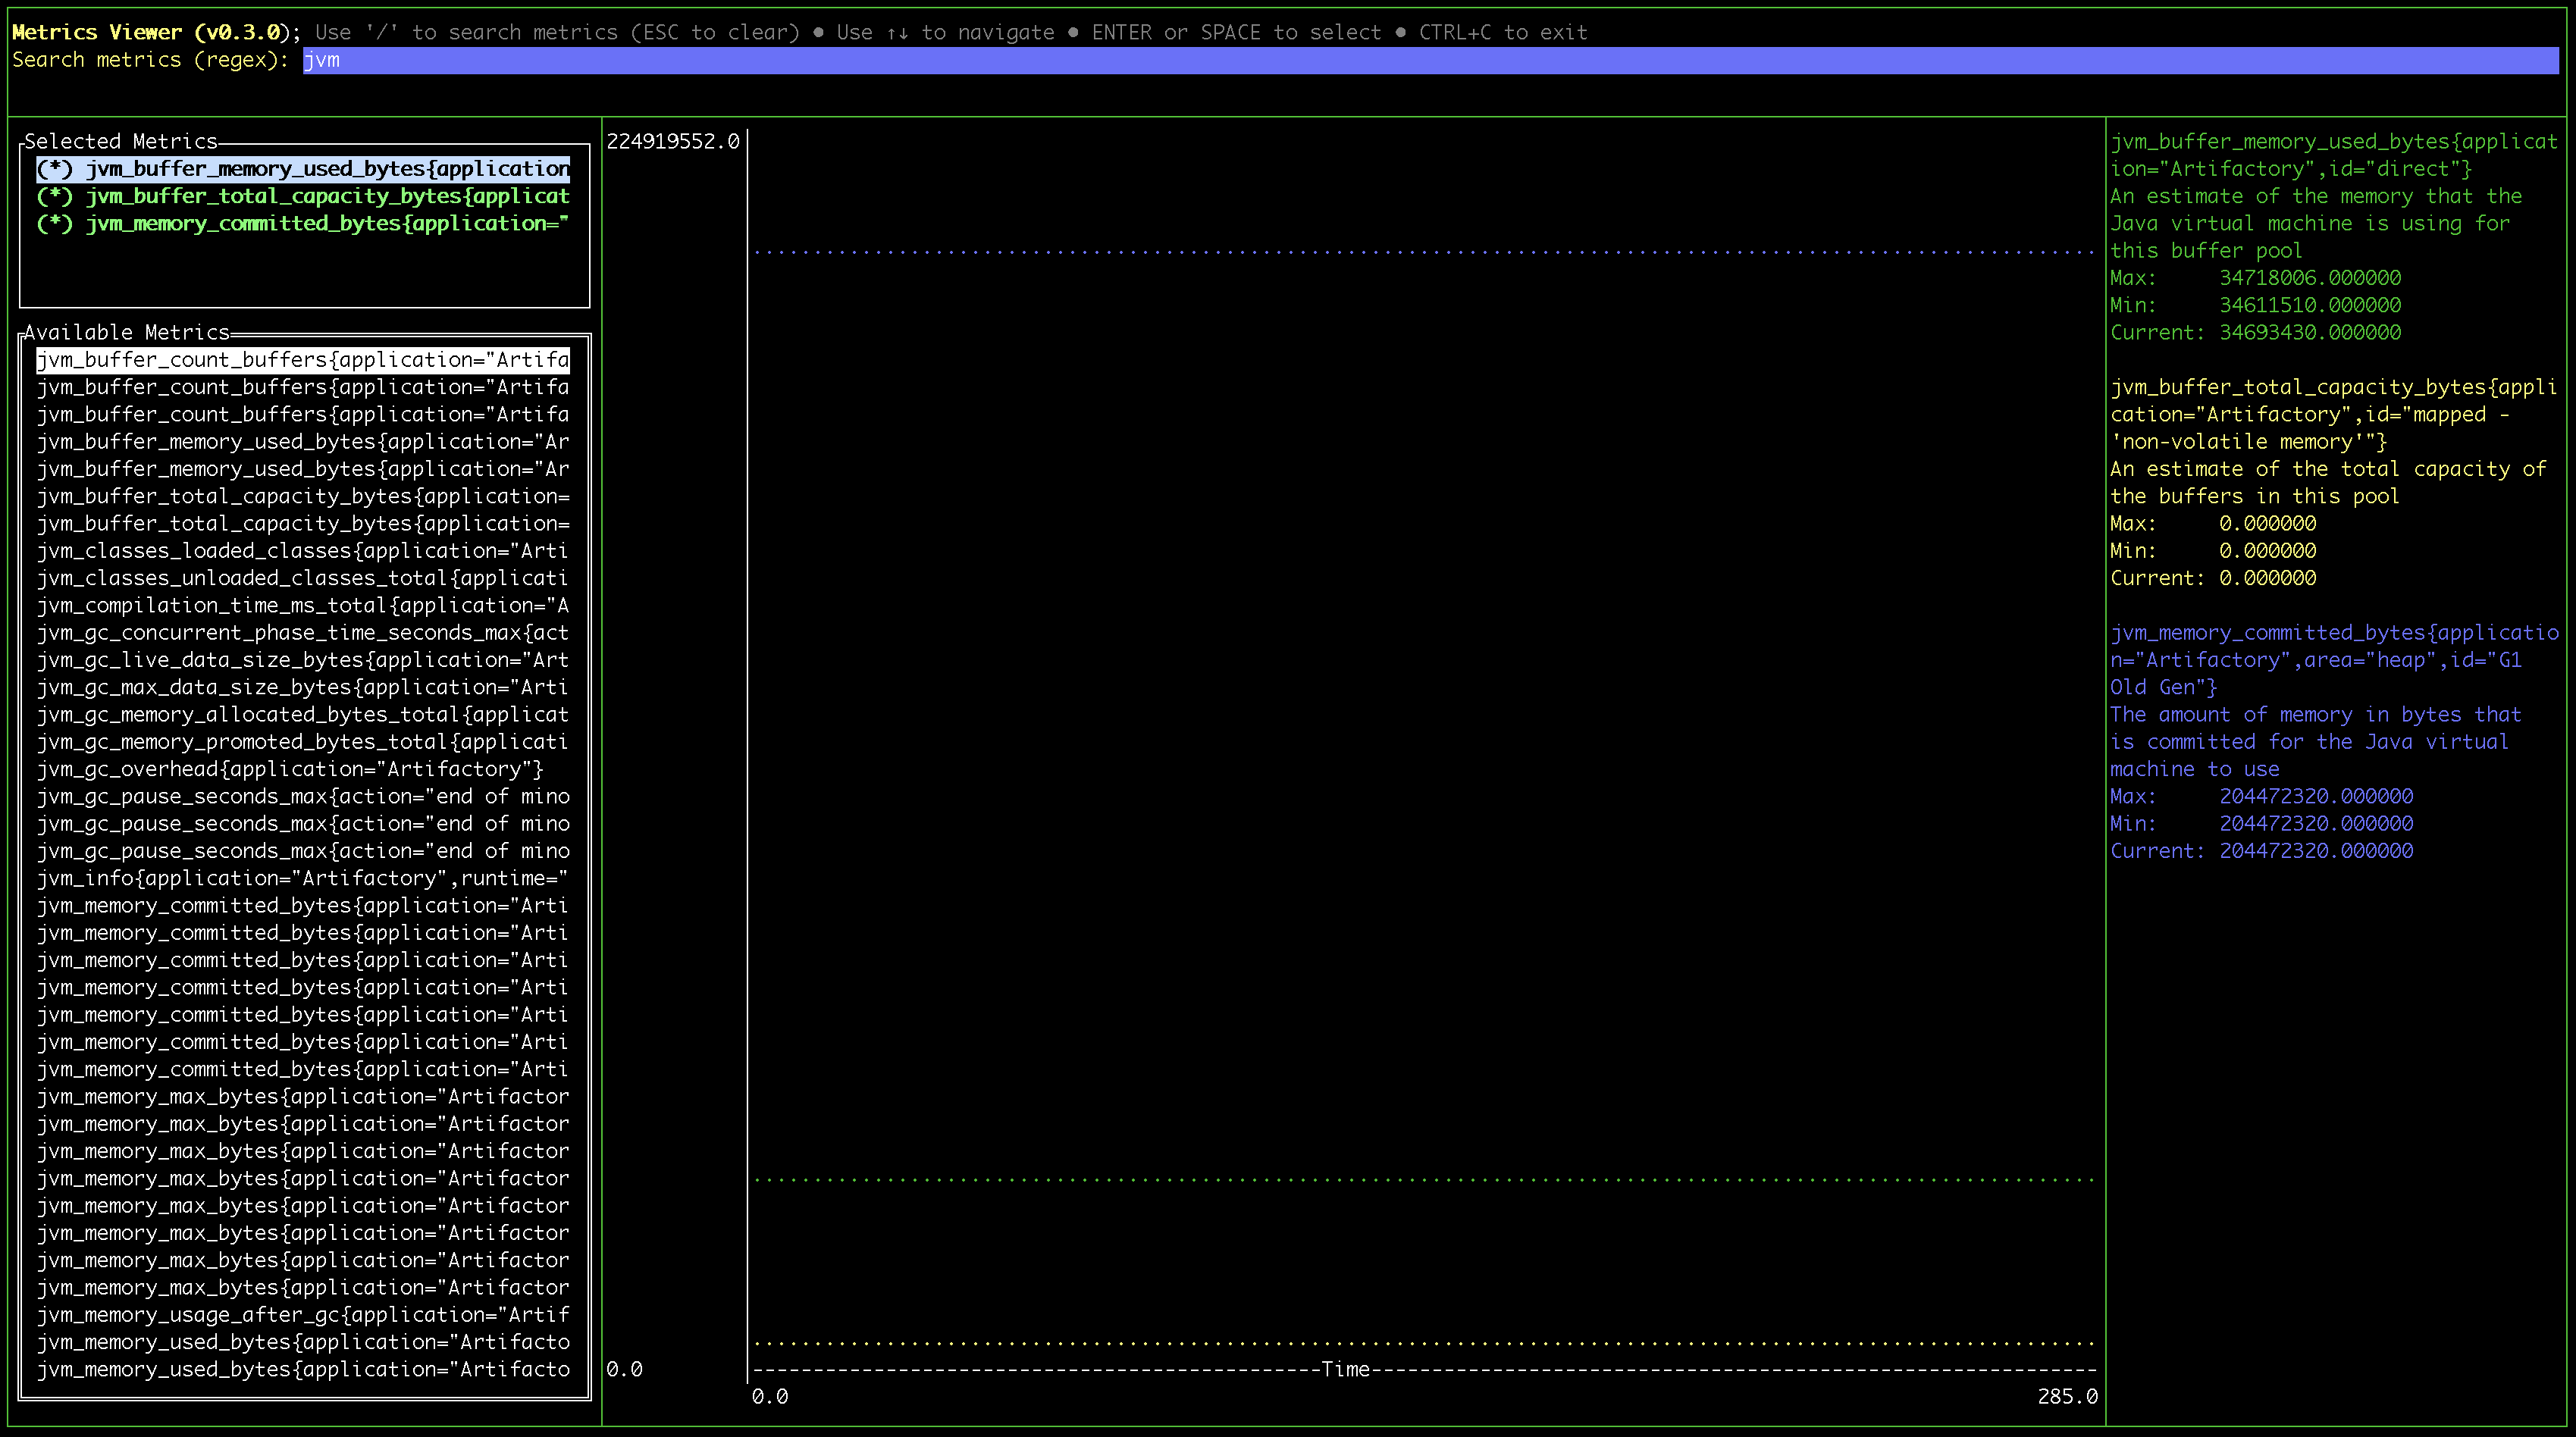 Metrics Viewer (v0.3.0); Use '/' to search metrics (ESC to clear) ● Use ↑↓ to navigate ● ENTER or SPACE to select ● CTRL+C to exit
Search metrics (regex): jvm
Selected Metrics
(*) jvm_buffer_memory_used_bytes{application
(*) jvm_buffer_total_capacity_bytes{applicat
(*) jvm_memory_committed_bytes{application="
Available Metrics
jvm_buffer_count_buffers{application="Artifa
jvm_buffer_count_buffers{application="Artifa
jvm_buffer_count_buffers{application="Artifa
jvm_buffer_memory_used_bytes{application="Ar
jvm_buffer_memory_used_bytes{application="Ar
jvm_buffer_total_capacity_bytes{application=
jvm_buffer_total_capacity_bytes{application=
jvm_classes_loaded_classes{application="Arti
jvm_classes_unloaded_classes_total{applicati
jvm_compilation_time_ms_total{application="A
jvm_gc_concurrent_phase_time_seconds_max{act
jvm_gc_live_data_size_bytes{application="Art
jvm_gc_max_data_size_bytes{application="Arti
jvm_gc_memory_allocated_bytes_total{applicat
jvm_gc_memory_promoted_bytes_total{applicati
jvm_gc_overhead{application="Artifactory"}
jvm_gc_pause_seconds_max{action="end of mino
jvm_gc_pause_seconds_max{action="end of mino
jvm_gc_pause_seconds_max{action="end of mino
jvm_info{application="Artifactory",runtime="
jvm_memory_committed_bytes{application="Arti
jvm_memory_committed_bytes{application="Arti
jvm_memory_committed_bytes{application="Arti
jvm_memory_committed_bytes{application="Arti
jvm_memory_committed_bytes{application="Arti
jvm_memory_committed_bytes{application="Arti
jvm_memory_committed_bytes{application="Arti
jvm_memory_max_bytes{application="Artifactor
jvm_memory_max_bytes{application="Artifactor
jvm_memory_max_bytes{application="Artifactor
jvm_memory_max_bytes{application="Artifactor
jvm_memory_max_bytes{application="Artifactor
jvm_memory_max_bytes{application="Artifactor
jvm_memory_max_bytes{application="Artifactor
jvm_memory_max_bytes{application="Artifactor
jvm_memory_usage_after_gc{application="Artif
jvm_memory_used_bytes{application="Artifacto
jvm_memory_used_bytes{application="Artifacto
224919552.0
0.0
Time
0.0
285.0
jvm_buffer_memory_used_bytes{applicat
ion="Artifactory",id="direct"}
An estimate of the memory that the
Java virtual machine is using for
this buffer pool
Max: 34718006.000000
Min: 34611510.000000
Current: 34693430.000000
jvm_buffer_total_capacity_bytes{appli
cation="Artifactory",id="mapped -
'non-volatile memory'"}
An estimate of the total capacity of
the buffers in this pool
Max: 0.000000
Min: 0.000000
Current: 0.000000
jvm_memory_committed_bytes{applicatio
n="Artifactory",area="heap",id="G1
Old Gen"}
The amount of memory in bytes that
is committed for the Java virtual
machine to use
Max: 204472320.000000
Min: 204472320.000000
Current: 204472320.000000